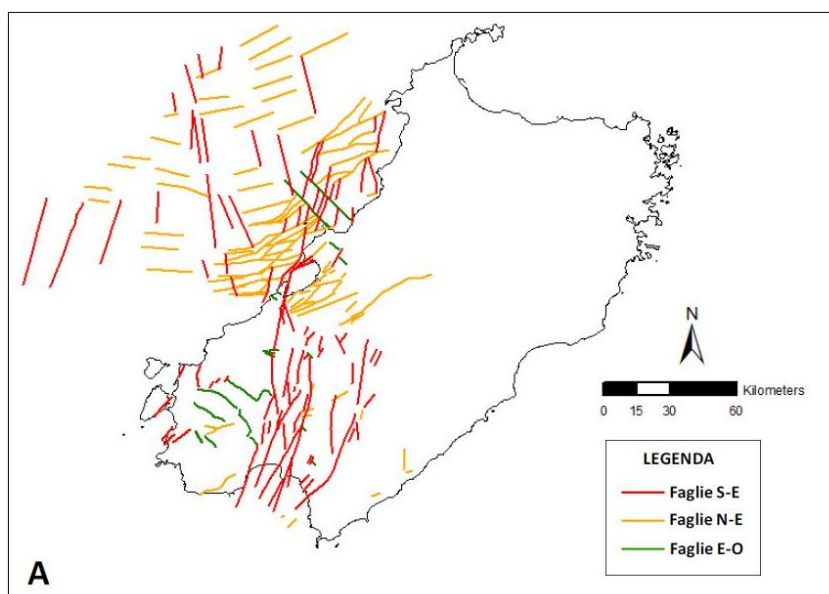 N
Kilometers
0 15 30 60
LEGENDA
Faglie S-E
Faglie N-E
Faglie E-O
A